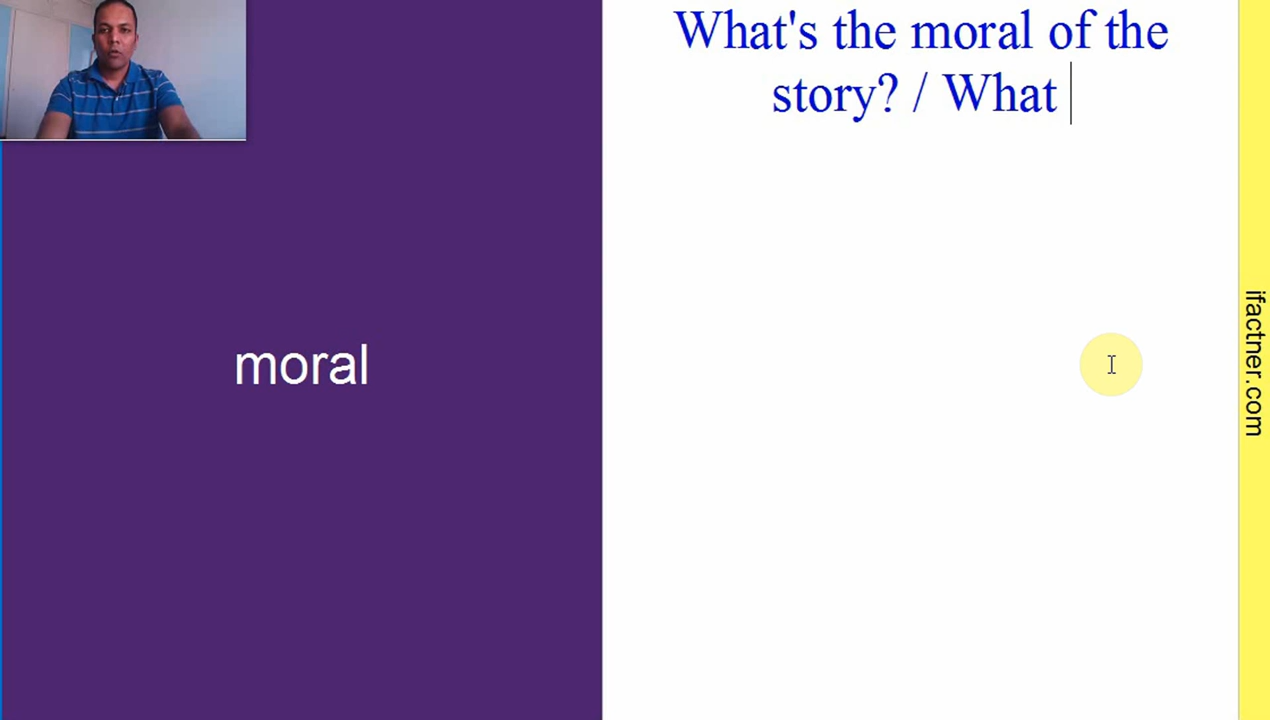 What's the moral of the
story? / What
moral
ifactner.com